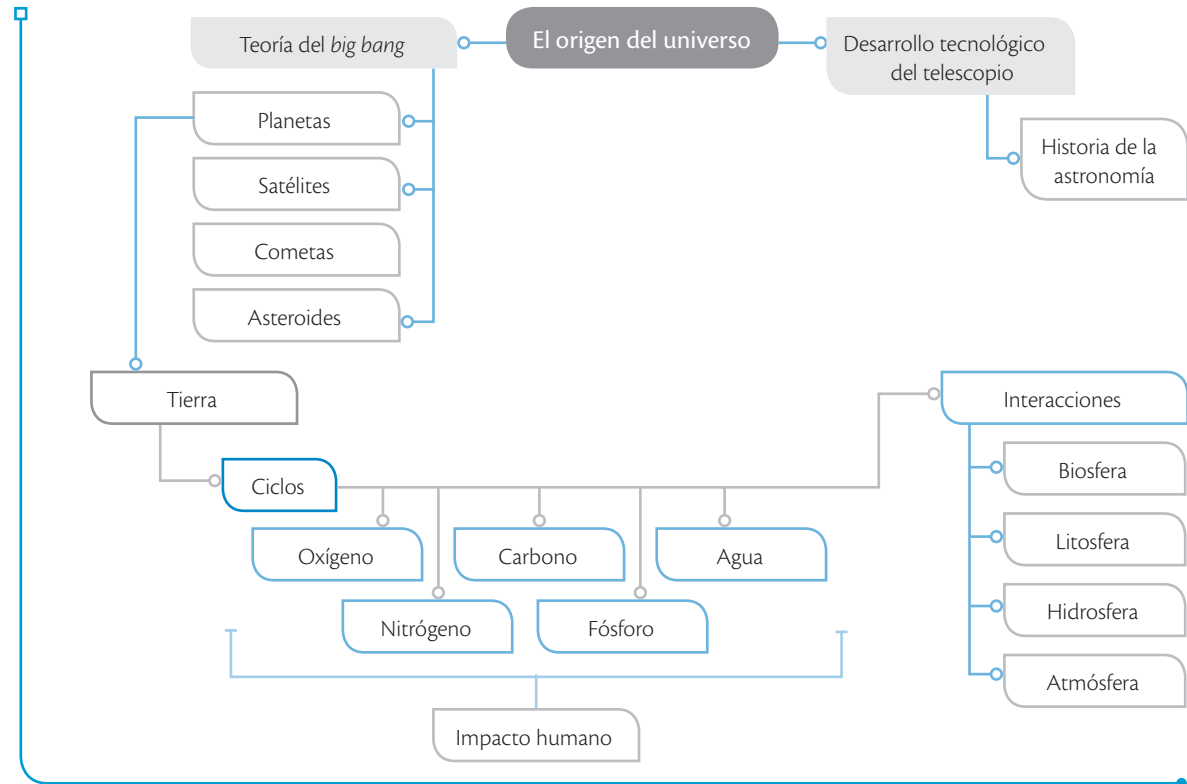 El origen del universo
Teoría del big bang
Desarrollo tecnológico
del telescopio
Planetas
Historia de la
astronomía
Satélites
Cometas
Asteroides
Tierra
Interacciones
Ciclos
Biosfera
Oxígeno
Carbono
Agua
Litosfera
Nitrógeno
Fósforo
Hidrosfera
Atmósfera
Impacto humano